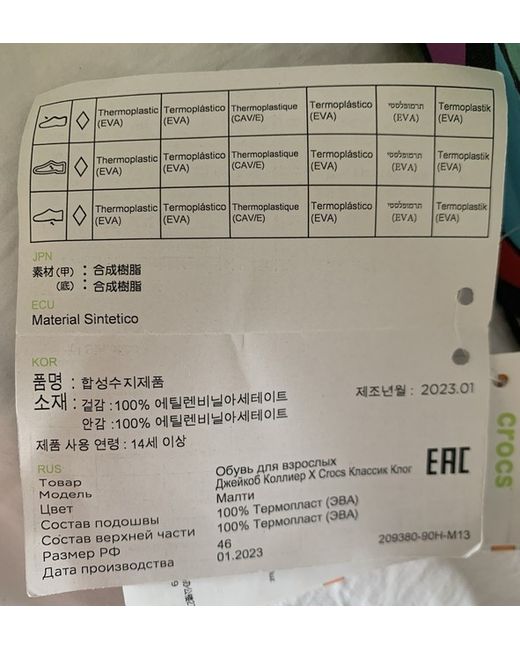 Thermoplastic (EVA) Termoplástico (EVA) Thermoplastique (CAV/E) Termoplástico (EVA) תרמופלסטי (EVA) Termoplastik (EVA)
Thermoplastic (EVA) Termoplástico (EVA) Thermoplastique (CAV/E) Termoplástico (EVA) תרמופלסטי (EVA) Termoplastik (EVA)
Thermoplastic (EVA) Termoplástico (EVA) Thermoplastique (CAV/E) Termoplástico (EVA) תרמופלסטי (EVA) Termoplastik (EVA)
JPN
素材(甲) : 合成樹脂
(底) : 合成樹脂
ECU
Material Sintetico
KOR
품명 : 합성수지제품
제조년월 : 2023.01
소재 : 겉감 :100% 에틸렌비닐아세테이트
안감 :100% 에틸렌비닐아세테이트
제품 사용 연령 : 14세 이상
RUS
Товар Обувь для взрослых
Модель Джейкоб Коллиер X Crocs Классик Клог
EAC
Цвет Малти
Состав подошвы 100% Термопласт (ЭВА)
Состав верхней части 100% Термопласт (ЭВА)
Размер РФ 46
Дата производства 01.2023
209380-90H-M13
crocs